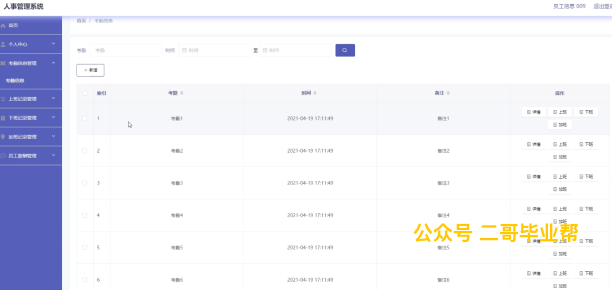 人事管理系统
员工信息 009 退出登录
首页 / 考勤信息
首页
个人中心
考勤信息管理
考勤信息
上班记录管理
下班记录管理
加班记录管理
员工薪酬管理
考勤 考勤 时间 时间 至 时间
+ 新增
索引 考勤 时间 备注 操作
1 考勤1 2021-04-19 17:11:49 备注1 详情 上班 下班
加班
2 考勤2 2021-04-19 17:11:49 备注2 详情 上班 下班
加班
3 考勤3 2021-04-19 17:11:49 备注3 详情 上班 下班
加班
4 考勤4 2021-04-19 17:11:49 备注4 详情 上班 下班
加班
公众号 二哥毕业帮
5 考勤5 2021-04-19 17:11:49 备注5 详情 上班 下班
加班
6 考勤6 2021-04-19 17:11:49 备注6 详情 上班 下班
加班